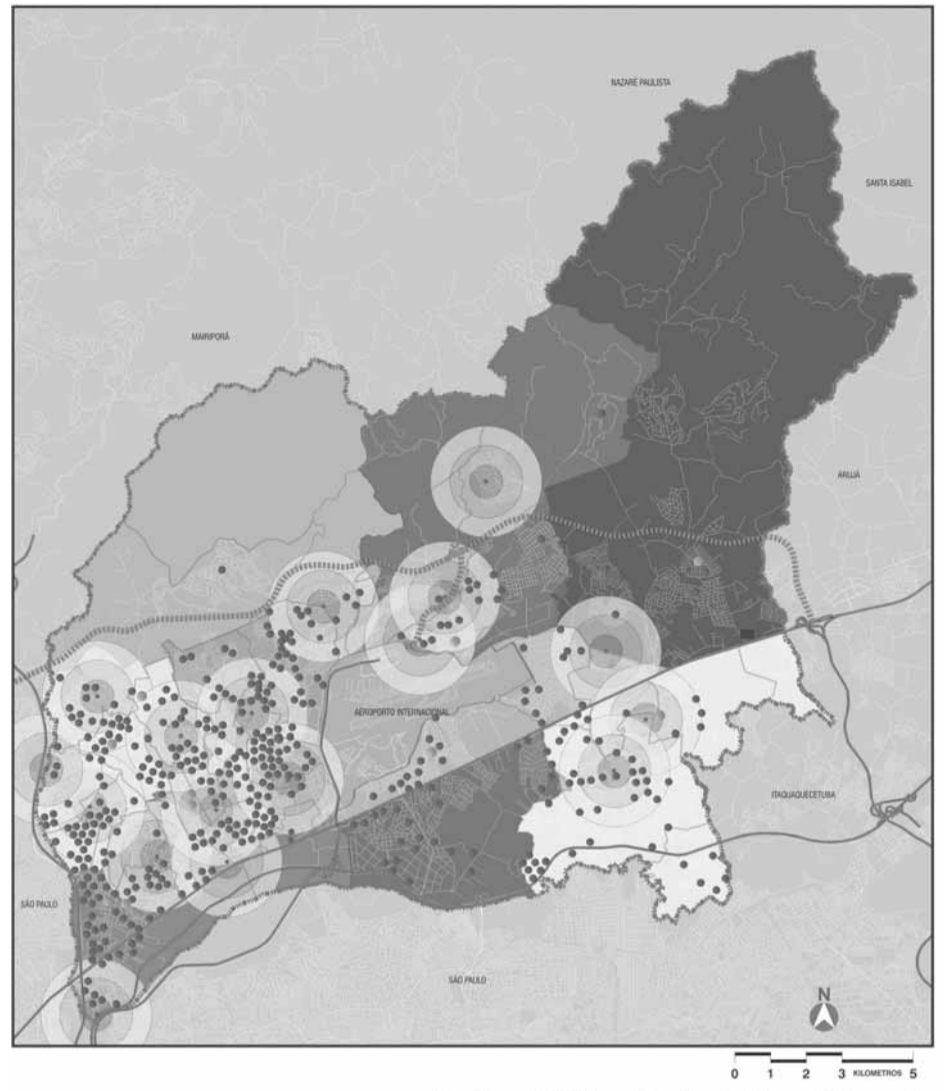 NAZARÉ PAULISTA
SANTA ISABEL
MAIRIPORÃ
ARUJÁ
AEROPORTO INTERNACIONAL
ITAQUAQUECETUBA
SÃO PAULO
SÃO PAULO
N
0 1 2 3 KILOMETROS 5